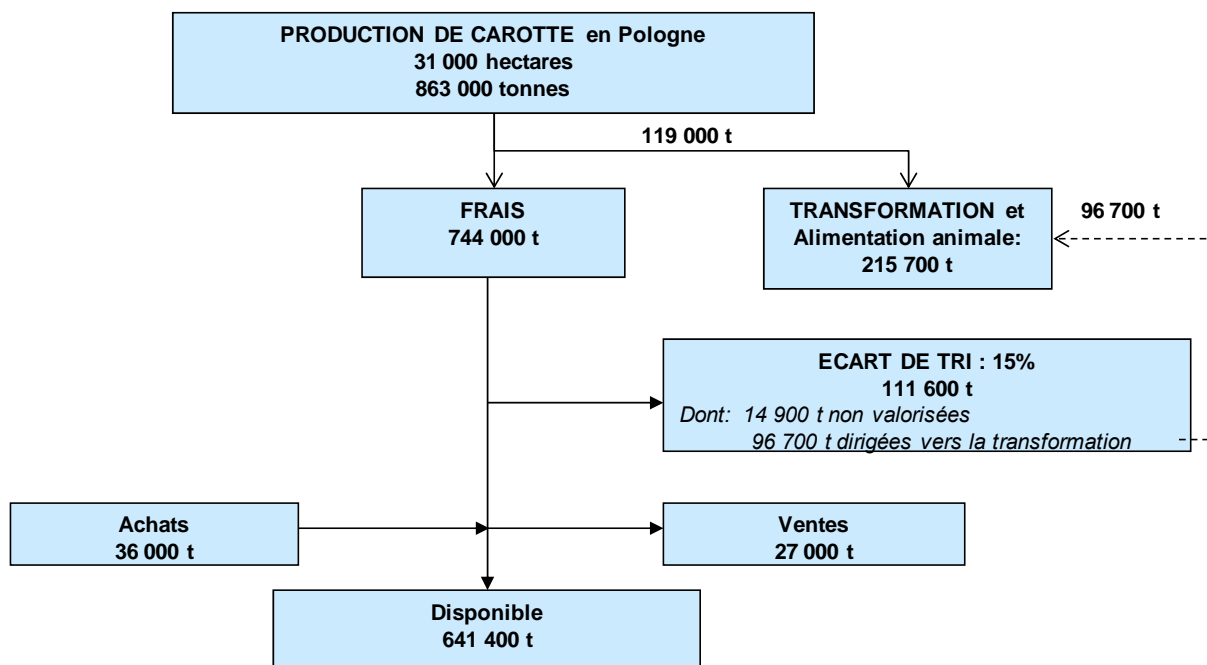 PRODUCTION DE CAROTTE en Pologne
31 000 hectares
863 000 tonnes
119 000 t
FRAIS
744 000 t
TRANSFORMATION et
Alimentation animale:
215 700 t
96 700 t
ECART DE TRI : 15%
111 600 t
Dont: 14 900 t non valorisées
96 700 t dirigées vers la transformation
Achats
36 000 t
Ventes
27 000 t
Disponible
641 400 t